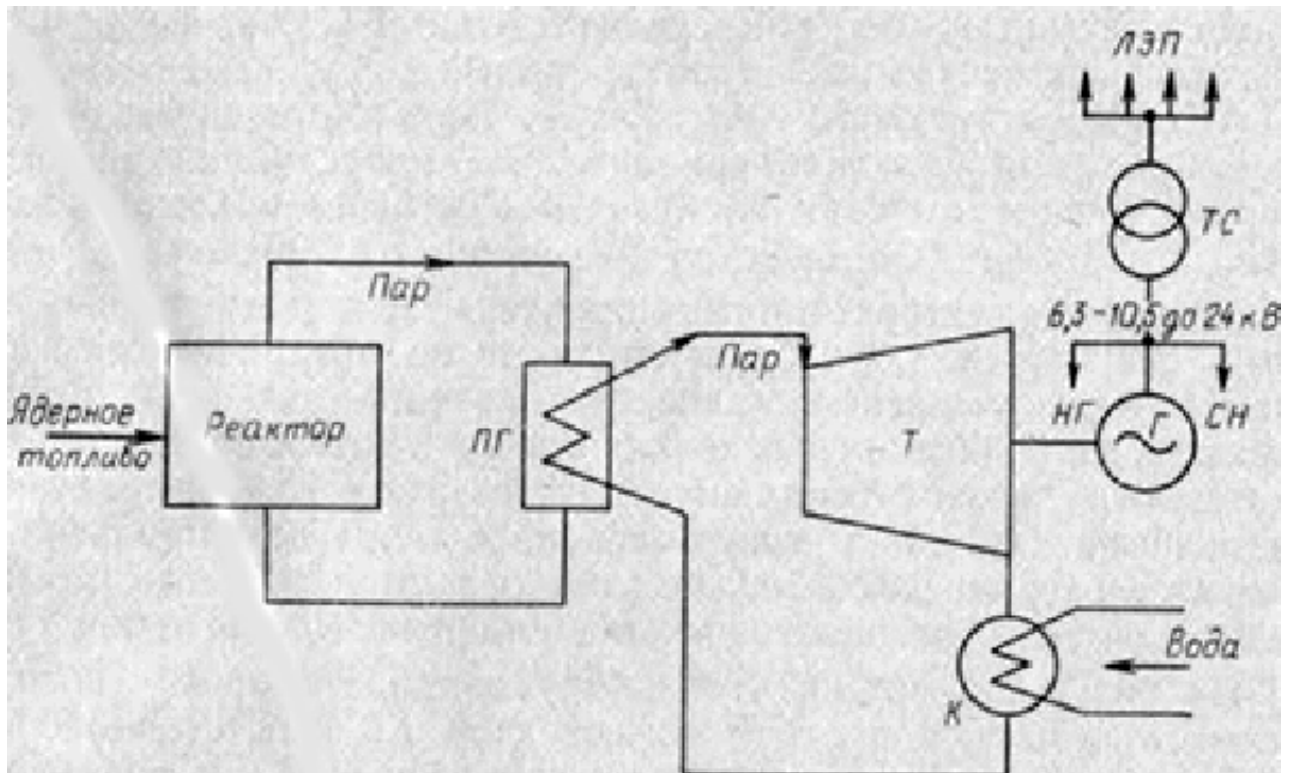 ЛЭП
ТС
Пар
6,3-10,5 до 24 кВ
Пар
Ядерное
топливо
Реактор
ПГ
Т
НГ
Г
СН
Вода
К